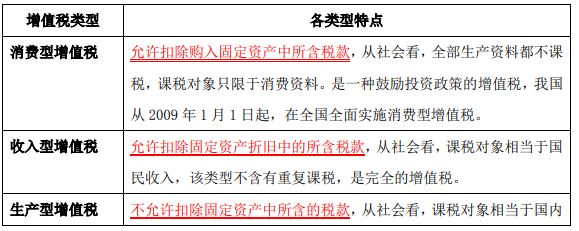 增值税类型 各类型特点
消费型增值税 允许扣除购入固定资产中所含税款，从社会看，全部生产资料都不课
税，课税对象只限于消费资料。是一种鼓励投资政策的增值税，我国
从 2009 年 1 月 1 日起，在全国全面实施消费型增值税。
收入型增值税 允许扣除固定资产折旧中的所含税款，从社会看，课税对象相当于国
民收入，该类型不含有重复课税，是完全的增值税。
生产型增值税 不允许扣除固定资产中所含的税款，从社会看，课税对象相当于国内